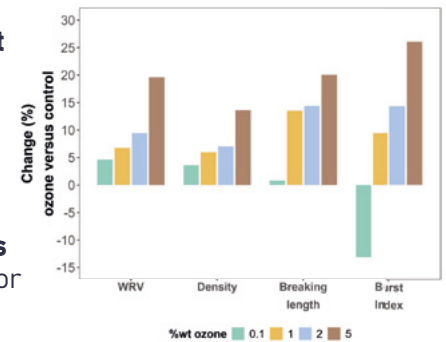 t
30
25
20
15
10
5
0
-5
-10
-15
Change (%)
ozone versus control
s
or
WRV
Density
Breaking
length
Burst
Index
%wt ozone 0.1 1 2 5